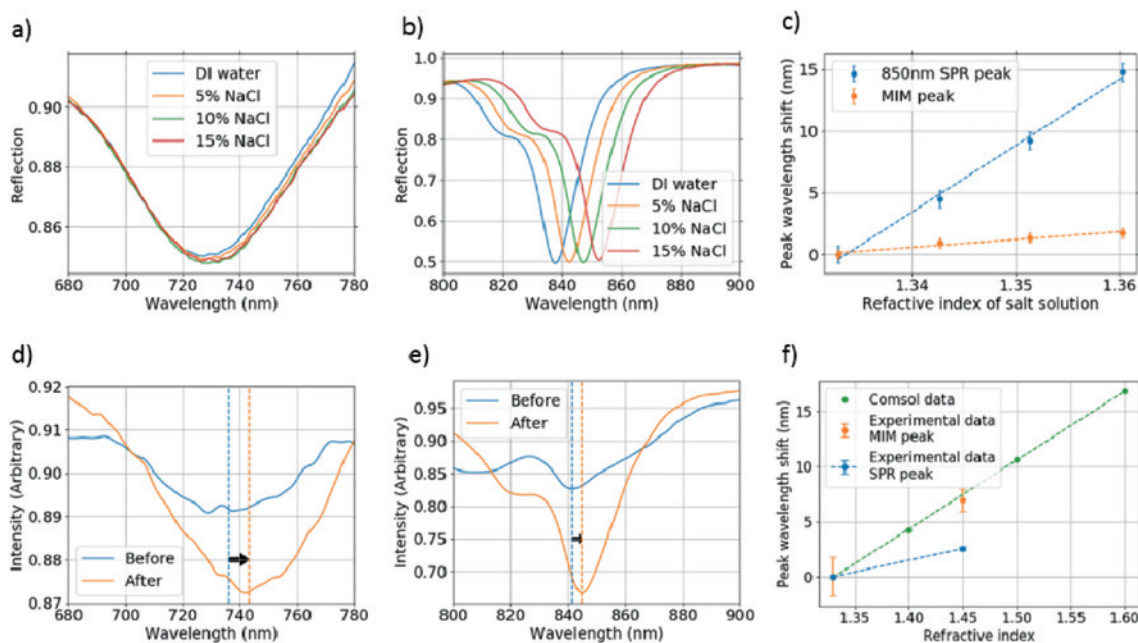 a)
0.90
0.88
0.86
Reflection
DI water
5% NaCl
10% NaCl
15% NaCl
680 700 720 740 760 780
Wavelength (nm)
b)
1.0
0.9
0.8
0.7
0.6
0.5
Reflection
DI water
5% NaCl
10% NaCl
15% NaCl
800 820 840 860 880 900
Wavelength (nm)
c)
15
10
5
0
Peak wavelength shift (nm)
850nm SPR peak
MIM peak
1.34 1.35 1.36
Refactive index of salt solution
d)
0.92
0.91
0.90
0.89
0.88
0.87
Intensity (Arbitrary)
Before
After
680 700 720 740 760 780
Wavelength (nm)
e)
0.95
0.90
0.85
0.80
0.75
0.70
Intensity (Arbitrary)
Before
After
800 820 840 860 880 900
Wavelength (nm)
f)
15
10
5
0
Peak wavelength shift (nm)
Comsol data
Experimental data
MIM peak
Experimental data
SPR peak
1.35 1.40 1.45 1.50 1.55 1.60
Refractive index